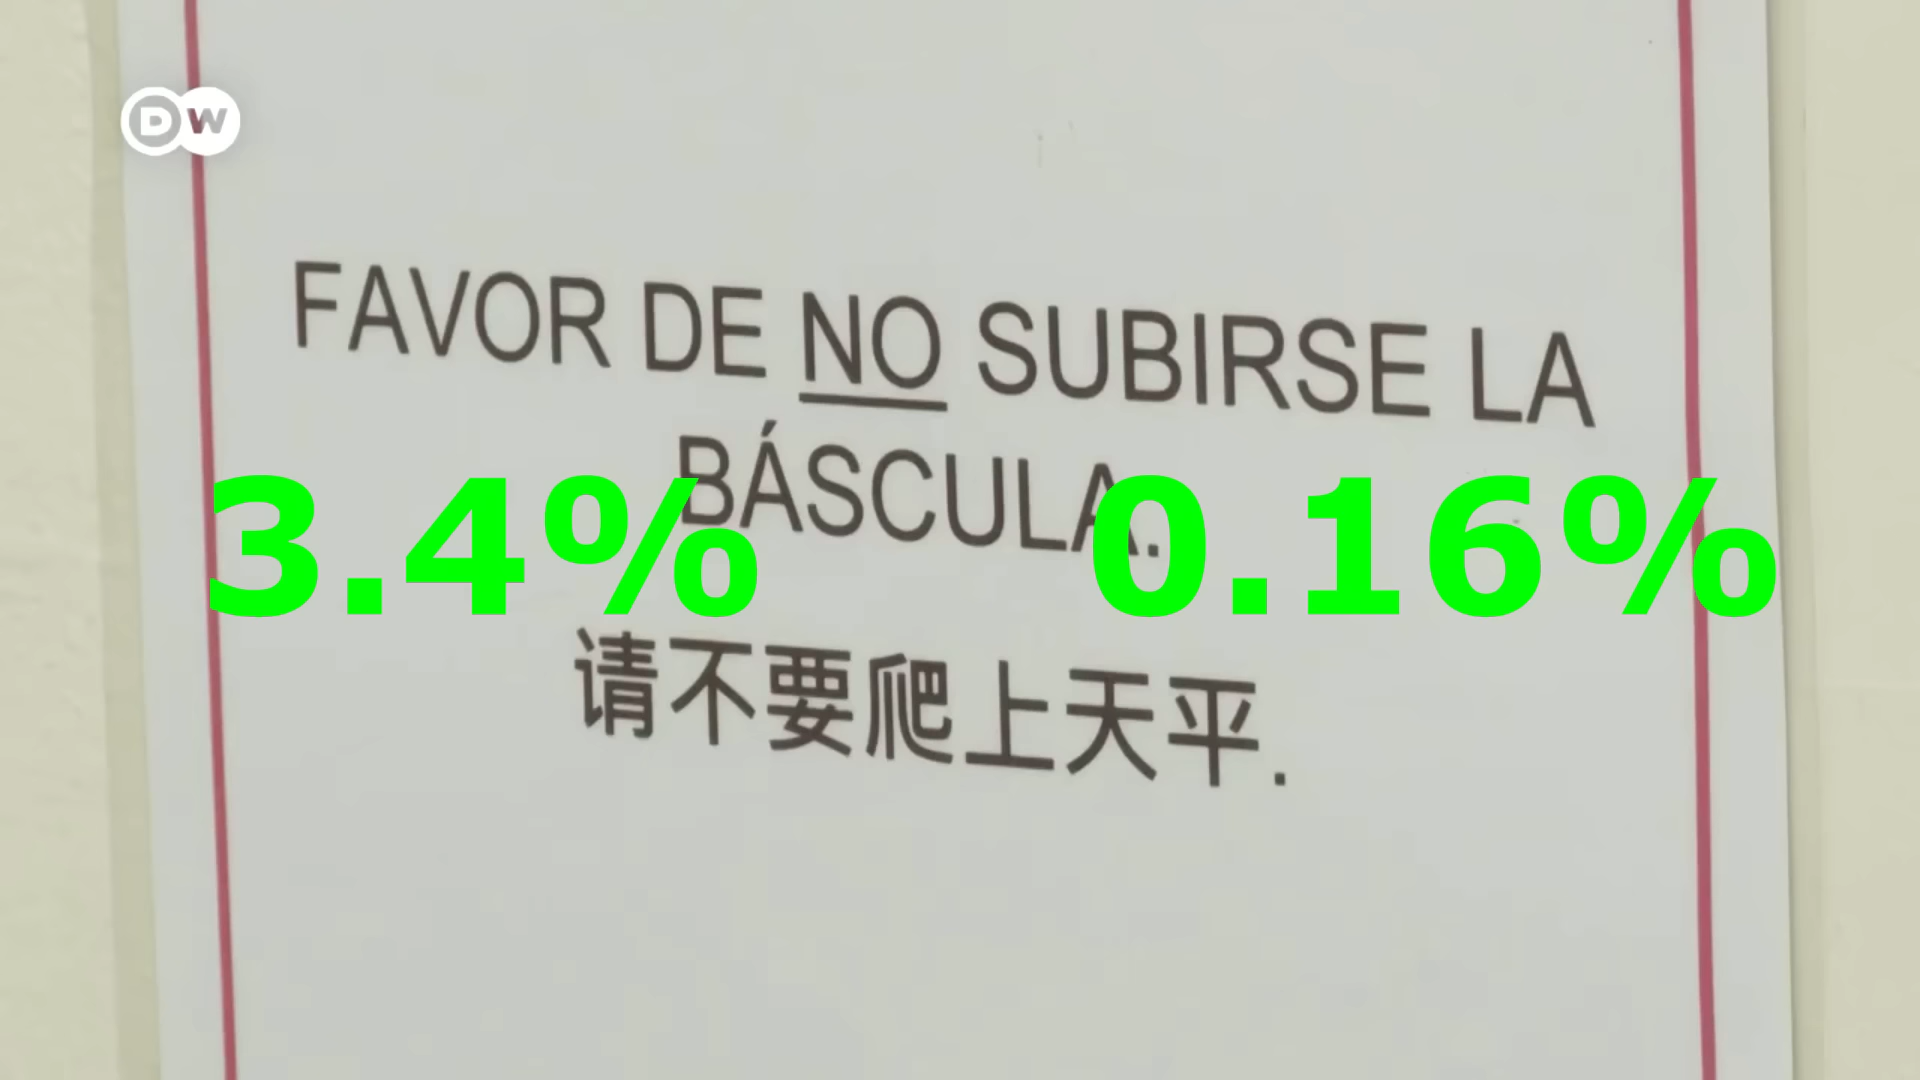 DW
FAVOR DE NO SUBIRSE LA
BÁSCULA.
3.4% 0.16%
请不要爬上天平.